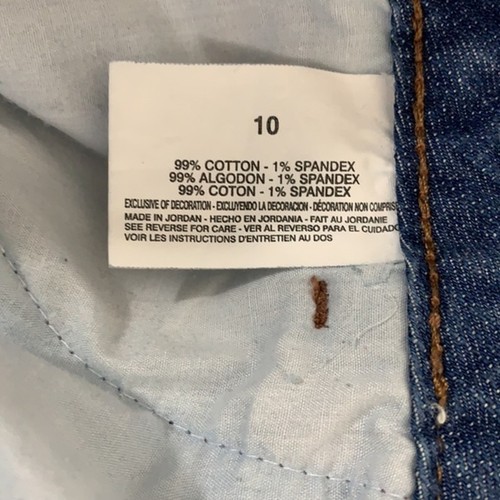 10
99% COTTON - 1% SPANDEX
99% ALGODON - 1% SPANDEX
99% COTON - 1% SPANDEX
EXCLUSIVE OF DECORATION - EXCLUYENDO LA DECORACION - DÉCORATION NON COMPRIS
MADE IN JORDAN - HECHO EN JORDANIA - FAIT AU JORDANIE
SEE REVERSE FOR CARE - VER AL REVERSO PARA EL CUIDADO
VOIR LES INSTRUCTIONS D'ENTRETIEN AU DOS